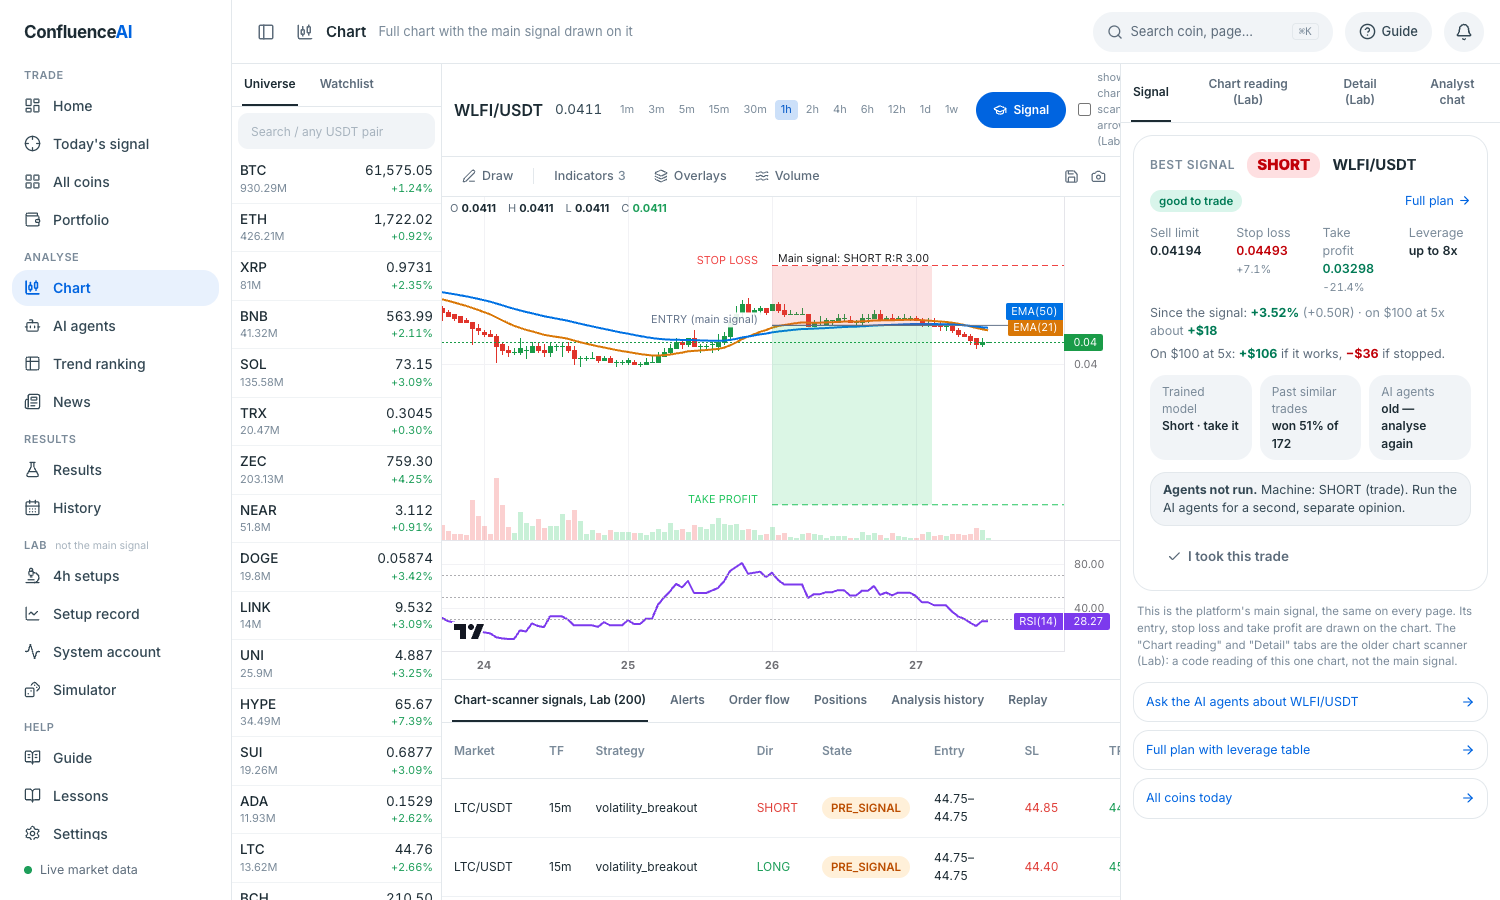 ConfluenceAI
TRADE
Home
Today's signal
All coins
Portfolio
ANALYSE
Chart
AI agents
Trend ranking
News
RESULTS
Results
History
LAB not the main signal
4h setups
Setup record
System account
Simulator
HELP
Guide
Lessons
Settings
Live market data
Chart Full chart with the main signal drawn on it
Search coin, page... ⌘K
Guide
Universe Watchlist
Search / any USDT pair
BTC 61,575.05
930.29M +1.24%
ETH 1,722.02
426.21M +0.92%
XRP 0.9731
81M +2.35%
BNB 563.99
41.32M +2.11%
SOL 73.15
135.58M +3.09%
TRX 0.3045
20.47M +0.30%
ZEC 759.30
203.13M +4.25%
NEAR 3.112
51.8M +0.91%
DOGE 0.05874
19.8M +3.42%
LINK 9.532
14M +3.09%
UNI 4.887
25.9M +3.25%
HYPE 65.67
34.49M +7.39%
SUI 0.6877
19.26M +3.09%
ADA 0.1529
11.93M +2.62%
LTC 44.76
13.62M +2.66%
BCH 210.50
WLFI/USDT 0.0411 1m 3m 5m 15m 30m 1h 2h 4h 6h 12h 1d 1w
Signal
Draw Indicators 3 Overlays Volume
O 0.0411 H 0.0411 L 0.0411 C 0.0411
STOP LOSS
Main signal: SHORT R:R 3.00
ENTRY (main signal)
EMA(50)
EMA(21)
0.04
0.04
TAKE PROFIT
80.00
40.00
RSI(14) 28.27
24 25 26 27
Chart-scanner signals, Lab (200) Alerts Order flow Positions Analysis history Replay
Market TF Strategy Dir State Entry SL
LTC/USDT 15m volatility_breakout SHORT PRE_SIGNAL 44.75–44.75 44.85
LTC/USDT 15m volatility_breakout LONG PRE_SIGNAL 44.75–44.75 44.40
Signal
Chart reading (Lab)
Detail (Lab)
Analyst chat
BEST SIGNAL SHORT WLFI/USDT
good to trade
Full plan →
Sell limit
0.04194
Stop loss
0.04493
+7.1%
Take profit
0.03298
-21.4%
Leverage
up to 8x
Since the signal: +3.52% (+0.50R) · on $100 at 5x
about +$18
On $100 at 5x: +$106 if it works, −$36 if stopped.
Trained model
Short · take it
Past similar trades
won 51% of 172
AI agents
old — analyse again
Agents not run. Machine: SHORT (trade). Run the
AI agents for a second, separate opinion.
I took this trade
This is the platform's main signal, the same on every page. Its
entry, stop loss and take profit are drawn on the chart. The
"Chart reading" and "Detail" tabs are the older chart scanner
(Lab): a code reading of this one chart, not the main signal.
Ask the AI agents about WLFI/USDT →
Full plan with leverage table →
All coins today →